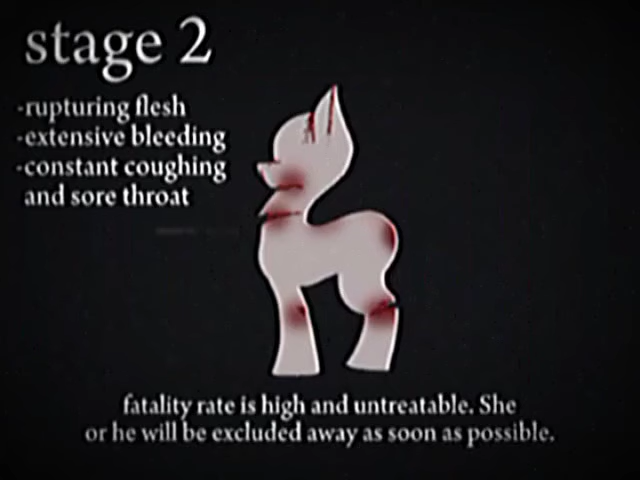 stage 2
-rupturing flesh
-extensive bleeding
-constant coughing
and sore throat
fatality rate is high and untreatable. She
or he will be excluded away as soon as possible.